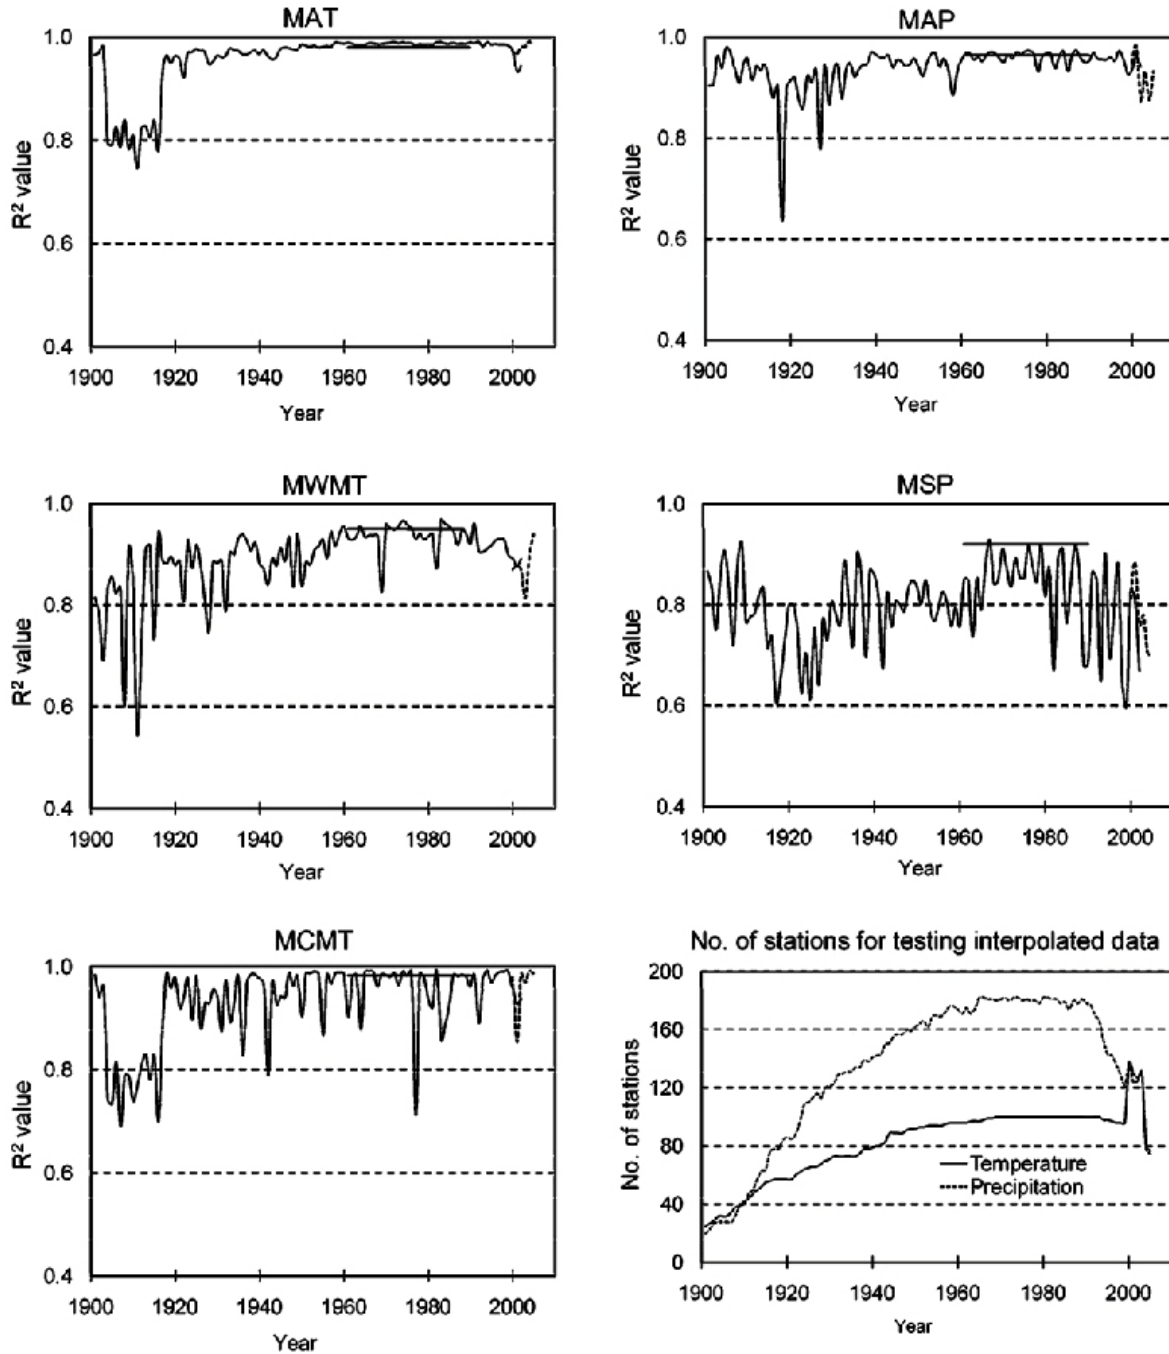 MAT
1.0
0.8
0.6
0.4
R² value
1900 1920 1940 1960 1980 2000
Year
MAP
1.0
0.8
0.6
0.4
R² value
1900 1920 1940 1960 1980 2000
Year
MWMT
1.0
0.8
0.6
0.4
R² value
1900 1920 1940 1960 1980 2000
Year
MSP
1.0
0.8
0.6
0.4
R² value
1900 1920 1940 1960 1980 2000
Year
MCMT
1.0
0.8
0.6
0.4
R² value
1900 1920 1940 1960 1980 2000
Year
No. of stations for testing interpolated data
200
160
120
80
40
0
No. of stations
Temperature
Precipitation
1900 1920 1940 1960 1980 2000
Year